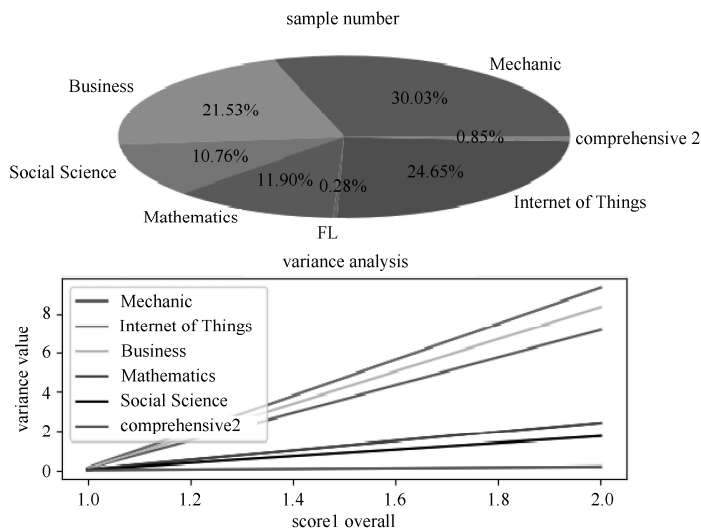 sample number
Mechanic
Business
30.03%
21.53%
0.85%
comprehensive 2
10.76%
24.65%
Social Science
11.90%
0.28%
Internet of Things
Mathematics
FL
variance analysis
Mechanic
Internet of Things
Business
Mathematics
Social Science
comprehensive2
variance value
8
6
4
2
0
1.0 1.2 1.4 1.6 1.8 2.0
score1 overall